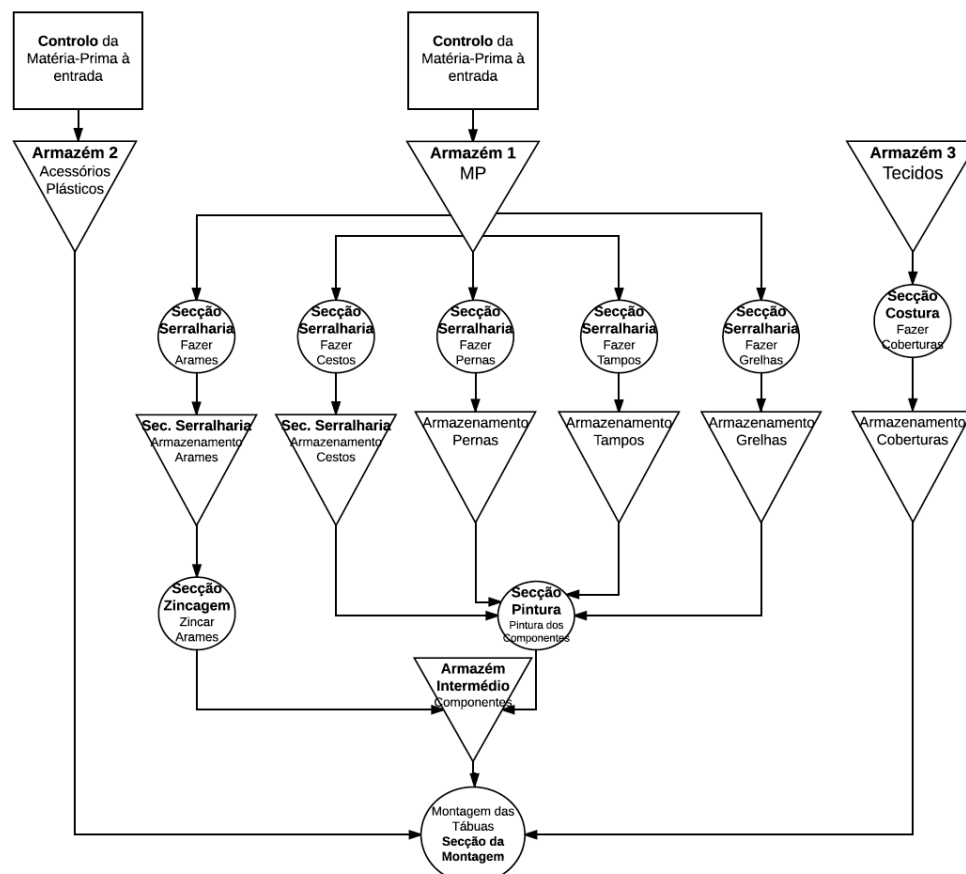 Controlo da
Matéria-Prima à
entrada
Controlo da
Matéria-Prima à
entrada
Armazém 2
Acessórios
Plásticos
Armazém 1
MP
Armazém 3
Tecidos
Secção
Serralharia
Fazer
Arames
Secção
Serralharia
Fazer
Cestos
Secção
Serralharia
Fazer
Pernas
Secção
Serralharia
Fazer
Tampos
Secção
Serralharia
Fazer
Grelhas
Secção
Costura
Fazer
Coberturas
Sec. Serralharia
Armazenamento
Arames
Sec. Serralharia
Armazenamento
Cestos
Armazenamento
Pernas
Armazenamento
Tampos
Armazenamento
Grelhas
Armazenamento
Coberturas
Secção
Zincagem
Zincar
Arames
Secção
Pintura
Pintura dos
Componentes
Armazém
Intermédio
Componentes
Montagem das
Tábuas
Secção da
Montagem